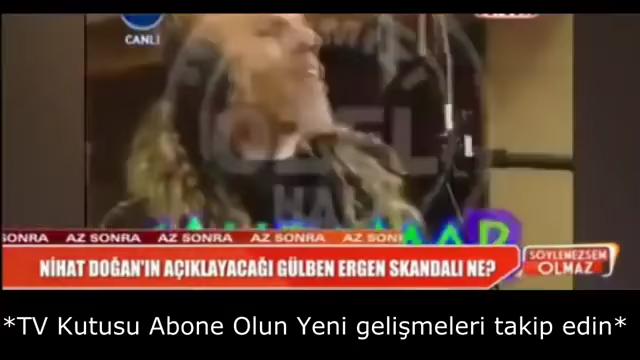 CANLI
SONRA AZ SONRA AZ SONRA AZ SONRA AZ SONRA
NİHAT DOĞAN'IN AÇIKLAYACAĞI GÜLBEN ERGEN SKANDALI NE?
SÖYLEMEZSEM
OLMAZ
*TV Kutusu Abone Olun Yeni gelişmeleri takip edin*